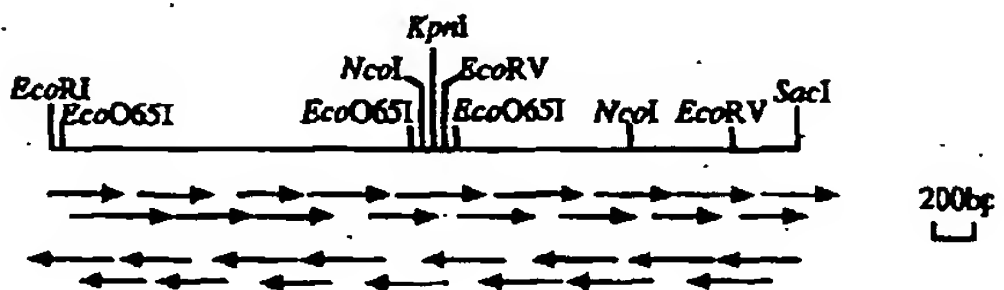 KpnI
NcoI EcoRV
EcoRI EcoO65I EcoO65I EcoO65I NcoI EcoRV SacI
200bp